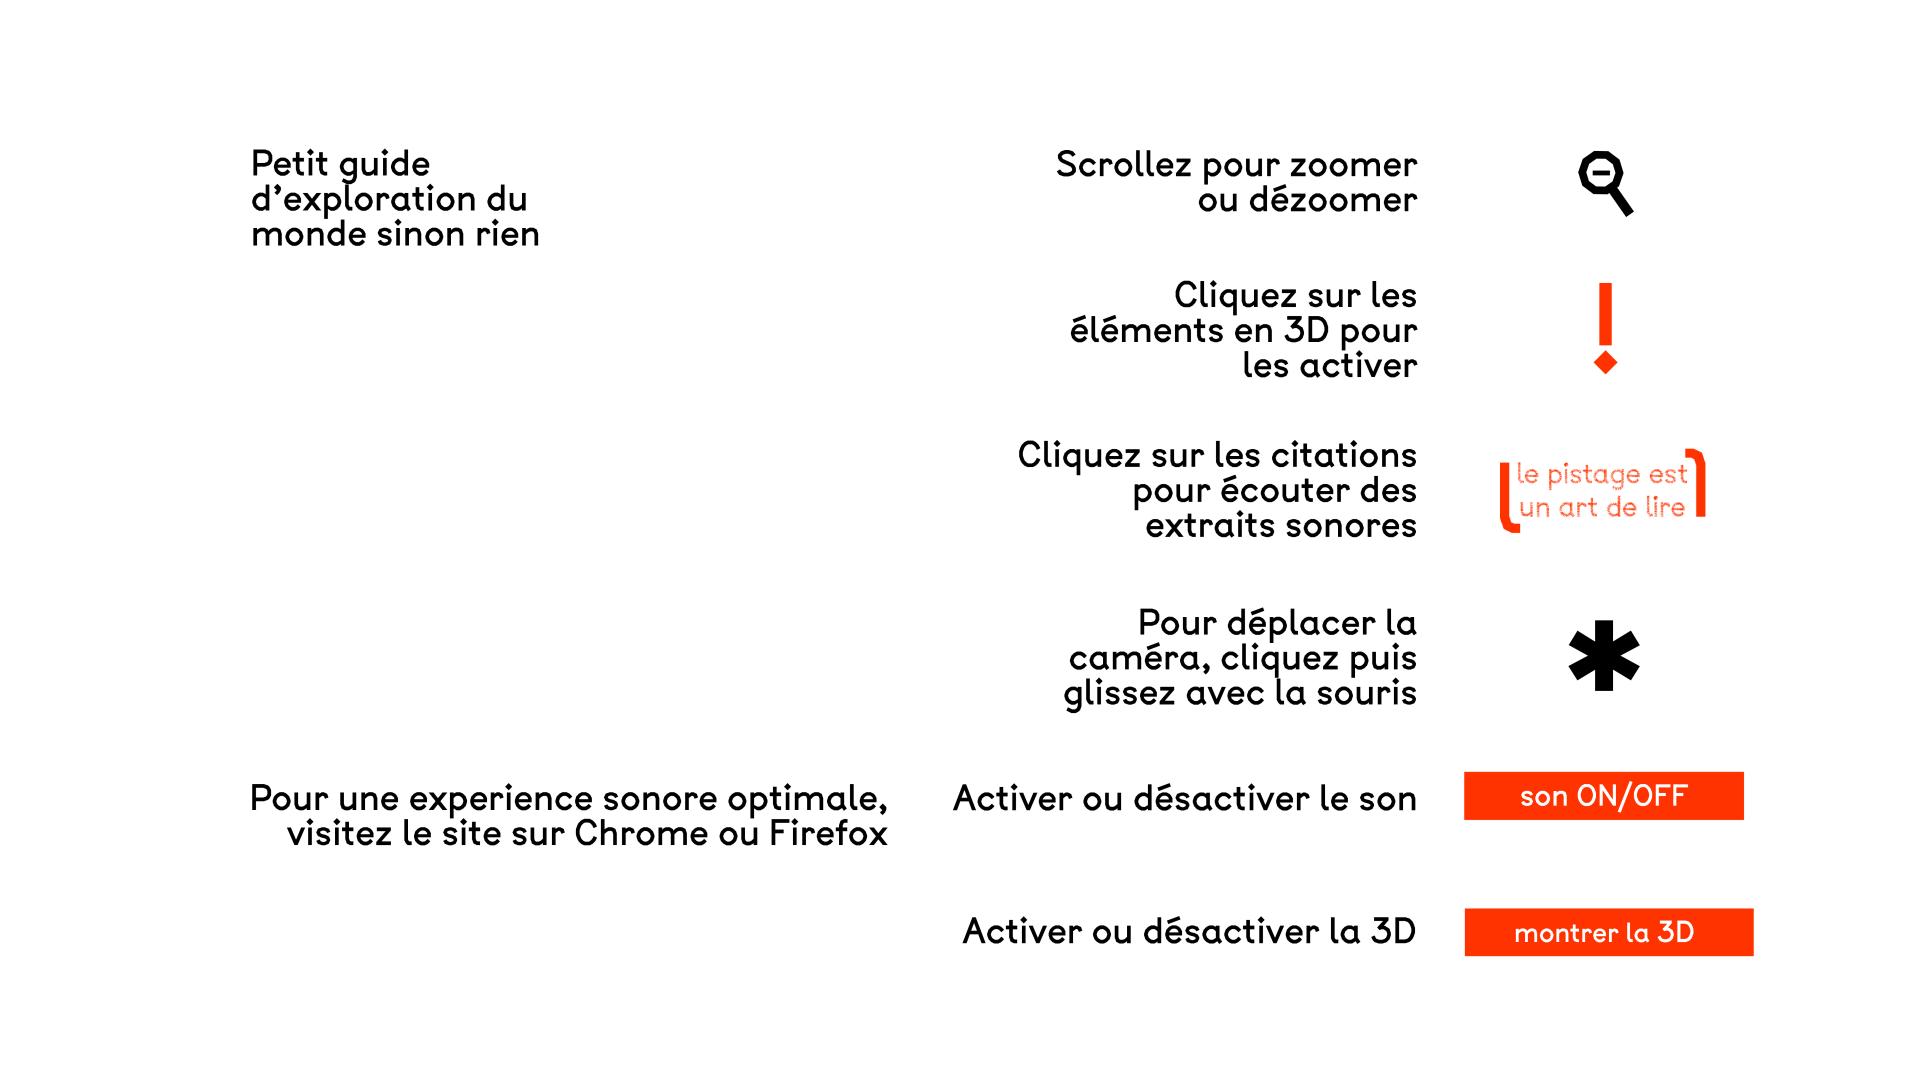 Petit guide
d’exploration du
monde sinon rien
Scrollez pour zoomer
ou dézoomer
Cliquez sur les
éléments en 3D pour
les activer
!
Cliquez sur les citations
pour écouter des
extraits sonores
le pistage est
un art de lire
Pour déplacer la
caméra, cliquez puis
glissez avec la souris
*
Pour une experience sonore optimale,
visitez le site sur Chrome ou Firefox
Activer ou désactiver le son
son ON/OFF
Activer ou désactiver la 3D
montrer la 3D